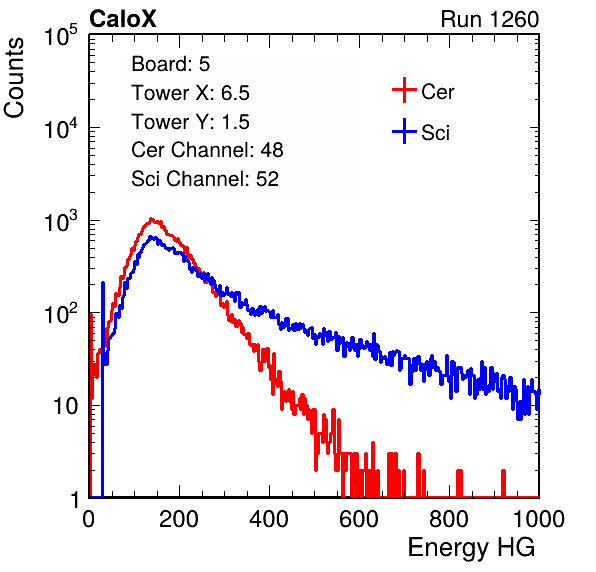 CaloX Run 1260
Counts
Board: 5
Tower X: 6.5
Tower Y: 1.5
Cer Channel: 48
Sci Channel: 52
Cer
Sci
10^5
10^4
10^3
10^2
10
1
0 200 400 600 800 1000
Energy HG